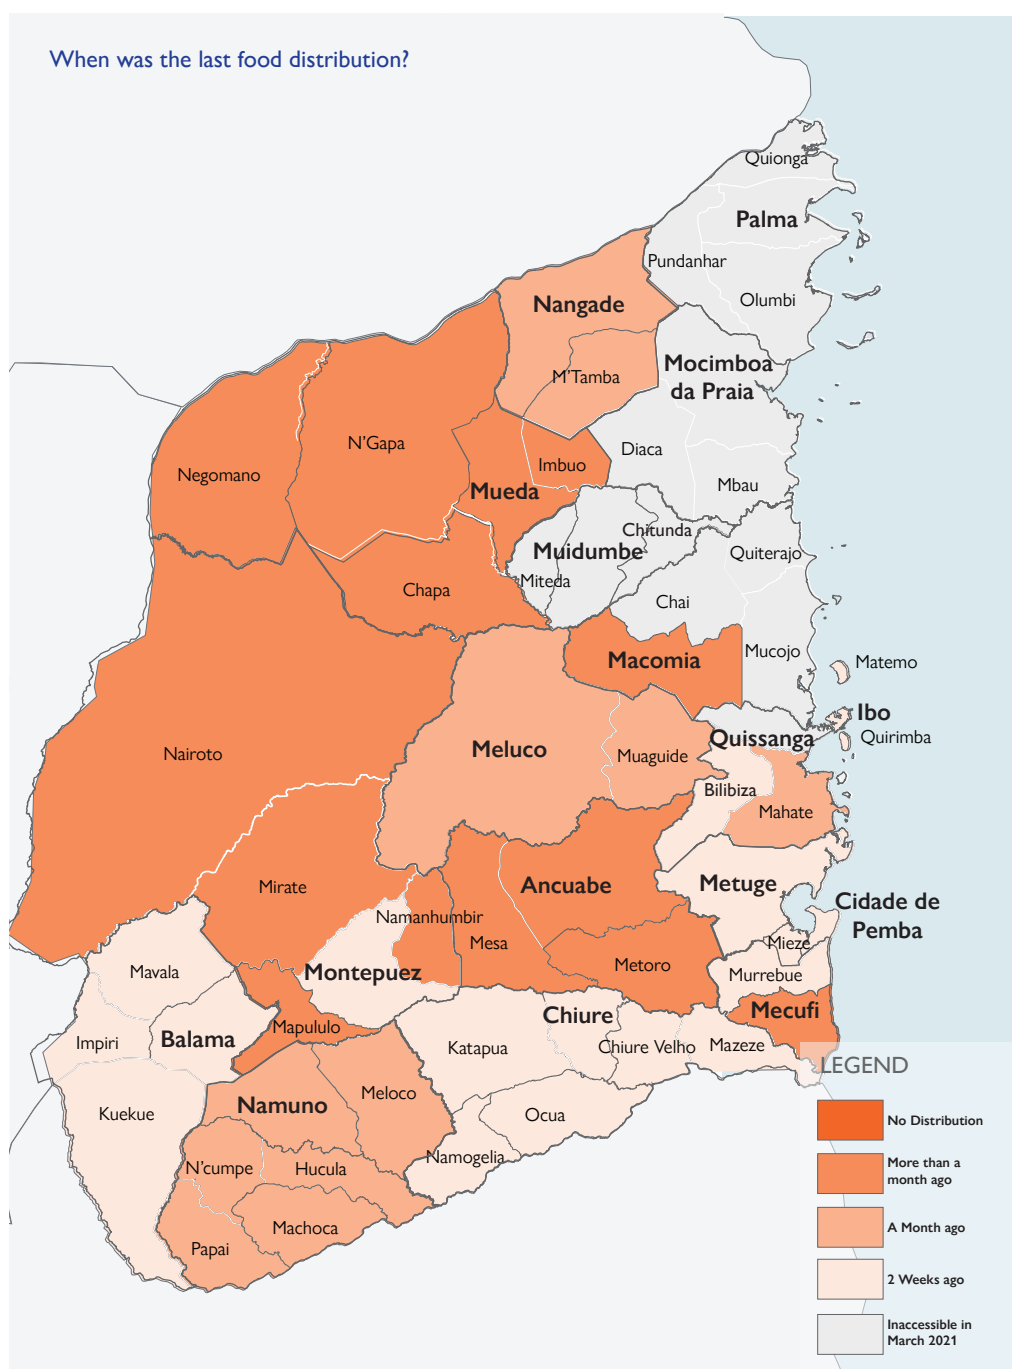 When was the last food distribution?
Quionga
Palma
Pundanhar
Olumbi
Nangade
M'Tamba
Mocimboa
da Praia
N'Gapa
Diaca
Negomano
Imbuo
Mbau
Mueda
Chitunda
Muidumbe
Quiterajo
Miteda
Chapa
Chai
Mucojo
Macomia
Matemo
Ibo
Quirimba
Quissanga
Meluco
Nairoto
Muaguide
Bilibiza
Mahate
Metuge
Mirate
Ancuabe
Cidade de
Pemba
Namanhumbir
Mesa
Mieze
Metoro
Mavala
Montepuez
Murrebue
Mecufi
Chiure
Mapululo
Balama
Impiri
Katapua
Chiure Velho
Mazeze
LEGEND
Meloco
Namuno
Kuekue
Ocua
No Distribution
Namogelia
N'cumpe
Hucula
More than a
month ago
Machoca
A Month ago
Papai
2 Weeks ago
Inaccessible in
March 2021